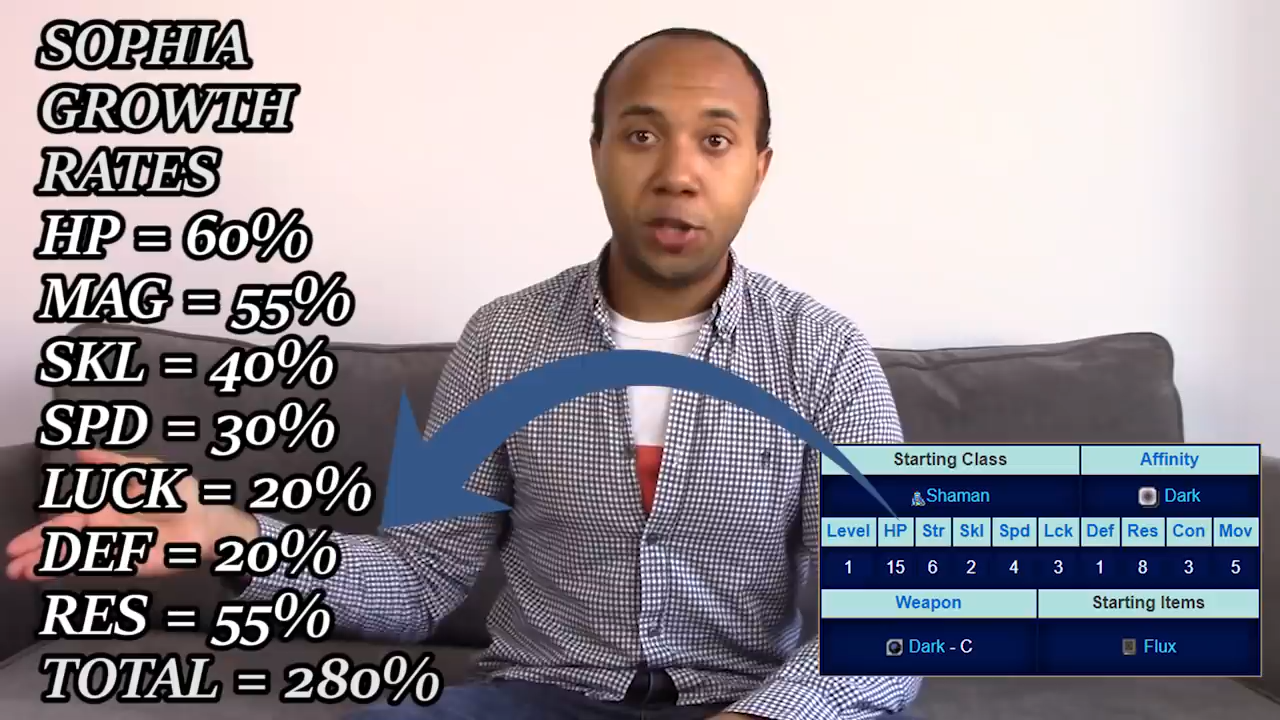 SOPHIA
GROWTH
RATES
HP = 60%
MAG = 55%
SKL = 40%
SPD = 30%
LUCK = 20%
DEF = 20%
RES = 55%
TOTAL = 280%
Starting Class Affinity
Shaman Dark
Level HP Str Skl Spd Lck Def Res Con Mov
1 15 6 2 4 3 1 8 3 5
Weapon Starting Items
Dark - C Flux